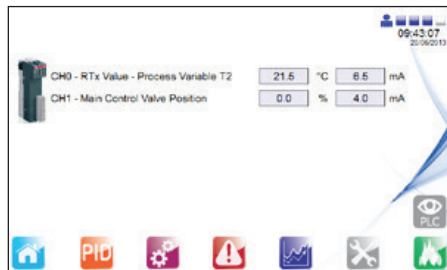 09:43:07
20/06/2013
CH0 - RTx Value - Process Variable T2 21.5 °C 6.5 mA
CH1 - Main Control Valve Position 0.0 % 4.0 mA
PLC
PID